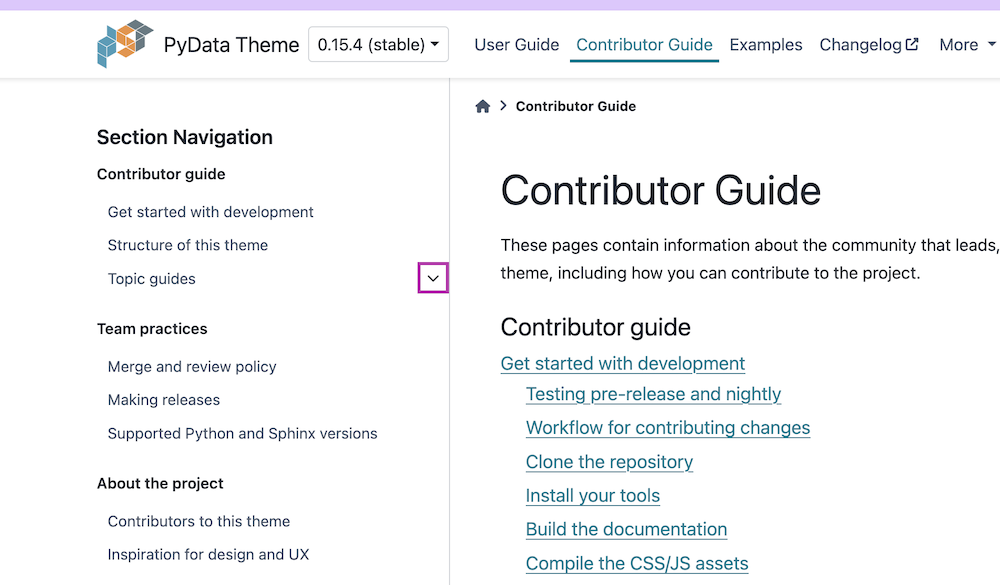 PyData Theme
0.15.4 (stable)
User Guide
Contributor Guide
Examples
Changelog
More
Section Navigation
Contributor guide
Get started with development
Structure of this theme
Topic guides
Team practices
Merge and review policy
Making releases
Supported Python and Sphinx versions
About the project
Contributors to this theme
Inspiration for design and UX
Contributor Guide
Contributor Guide
These pages contain information about the community that leads,
theme, including how you can contribute to the project.
Contributor guide
Get started with development
Testing pre-release and nightly
Workflow for contributing changes
Clone the repository
Install your tools
Build the documentation
Compile the CSS/JS assets